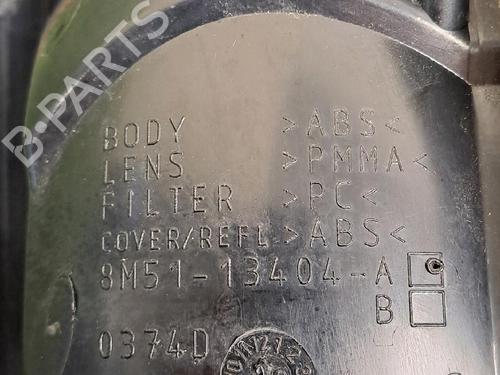 B-PARTS
BODY >ABS<
LENS >PMMA<
FILTER >PC<
COVER/REFL >ABS<
8M51-13404-A
B
0374D